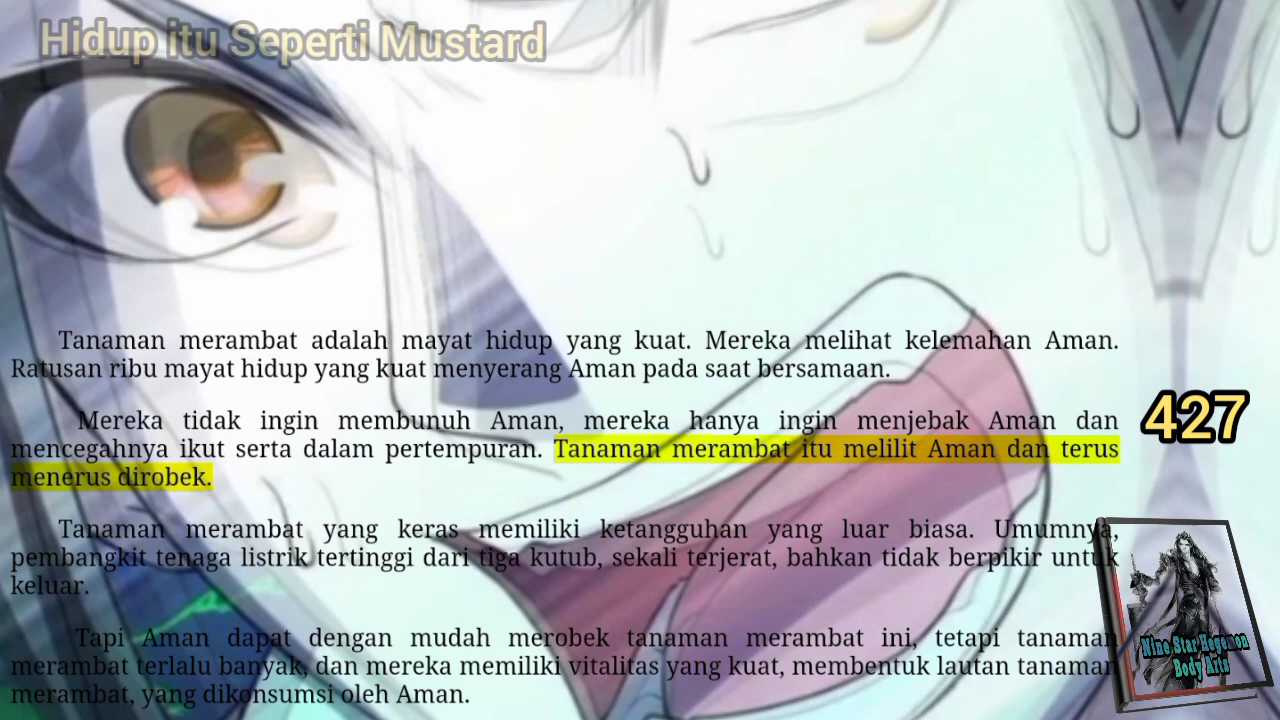 Hidup itu Seperti Mustard
Tanaman merambat adalah mayat hidup yang kuat. Mereka melihat kelemahan Aman.
Ratusan ribu mayat hidup yang kuat menyerang Aman pada saat bersamaan.
Mereka tidak ingin membunuh Aman, mereka hanya ingin menjebak Aman dan
mencegahnya ikut serta dalam pertempuran. Tanaman merambat itu melilit Aman dan terus
menerus dirobek.
427
Tanaman merambat yang keras memiliki ketangguhan yang luar biasa. Umumnya,
pembangkit tenaga listrik tertinggi dari tiga kutub, sekali terjerat, bahkan tidak berpikir untuk
keluar.
Tapi Aman dapat dengan mudah merobek tanaman merambat ini, tetapi tanaman
merambat terlalu banyak, dan mereka memiliki vitalitas yang kuat, membentuk lautan tanaman
merambat, yang dikonsumsi oleh Aman.
Nine Star Hegemon
Body Arts